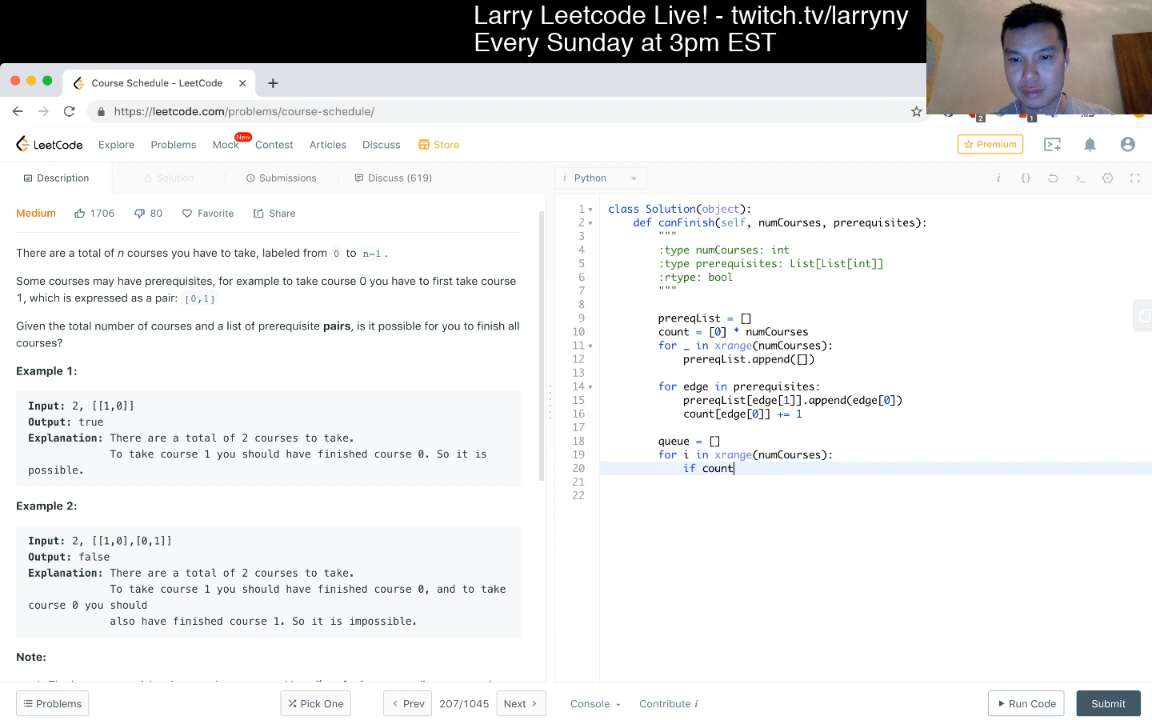 Larry Leetcode Live! - twitch.tv/larryny
Every Sunday at 3pm EST
Course Schedule - LeetCode
https://leetcode.com/problems/course-schedule/
LeetCode
Explore
Problems
Mock
New
Contest
Articles
Discuss
Store
Premium
Description
Solution
Submissions
Discuss (619)
i Python
Medium
1706
80
Favorite
Share
There are a total of n courses you have to take, labeled from 0 to n-1.
Some courses may have prerequisites, for example to take course 0 you have to first take course
1, which is expressed as a pair: [0,1]
Given the total number of courses and a list of prerequisite pairs, is it possible for you to finish all
courses?
Example 1:
Input: 2, [[1,0]]
Output: true
Explanation: There are a total of 2 courses to take.
To take course 1 you should have finished course 0. So it is
possible.
Example 2:
Input: 2, [[1,0],[0,1]]
Output: false
Explanation: There are a total of 2 courses to take.
To take course 1 you should have finished course 0, and to take
course 0 you should
also have finished course 1. So it is impossible.
Note:
1 class Solution(object):
2 def canFinish(self, numCourses, prerequisites):
3 """
4 :type numCourses: int
5 :type prerequisites: List[List[int]]
6 :rtype: bool
7 """
8
9 prereqList = []
10 count = [0] * numCourses
11 for _ in xrange(numCourses):
12 prereqList.append([])
13
14 for edge in prerequisites:
15 prereqList[edge[1]].append(edge[0])
16 count[edge[0]] += 1
17
18 queue = []
19 for i in xrange(numCourses):
20 if count
21
22
Problems
Pick One
Prev
207/1045
Next
Console
Contribute i
Run Code
Submit